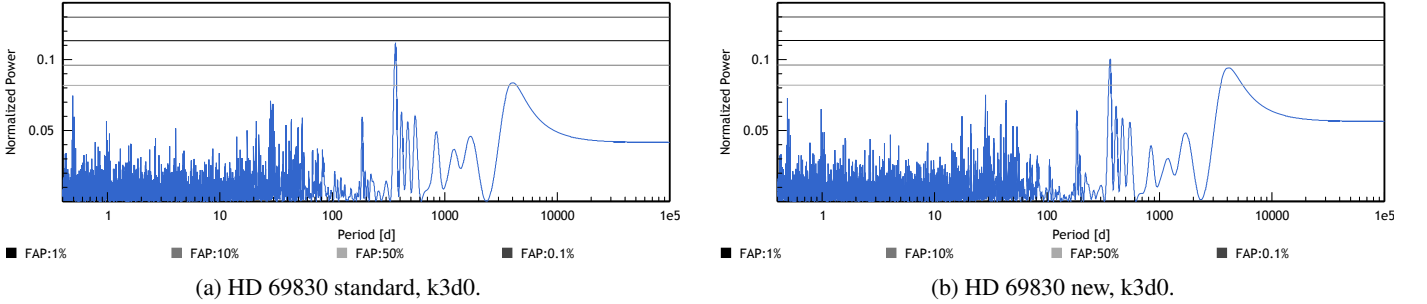 Normalized Power
0.1
0.05
1
10
100
1000
10000
1e5
Period [d]
FAP:1%
FAP:10%
FAP:50%
FAP:0.1%
(a) HD 69830 standard, k3d0.
Normalized Power
0.1
0.05
1
10
100
1000
10000
1e5
Period [d]
FAP:1%
FAP:10%
FAP:50%
FAP:0.1%
(b) HD 69830 new, k3d0.